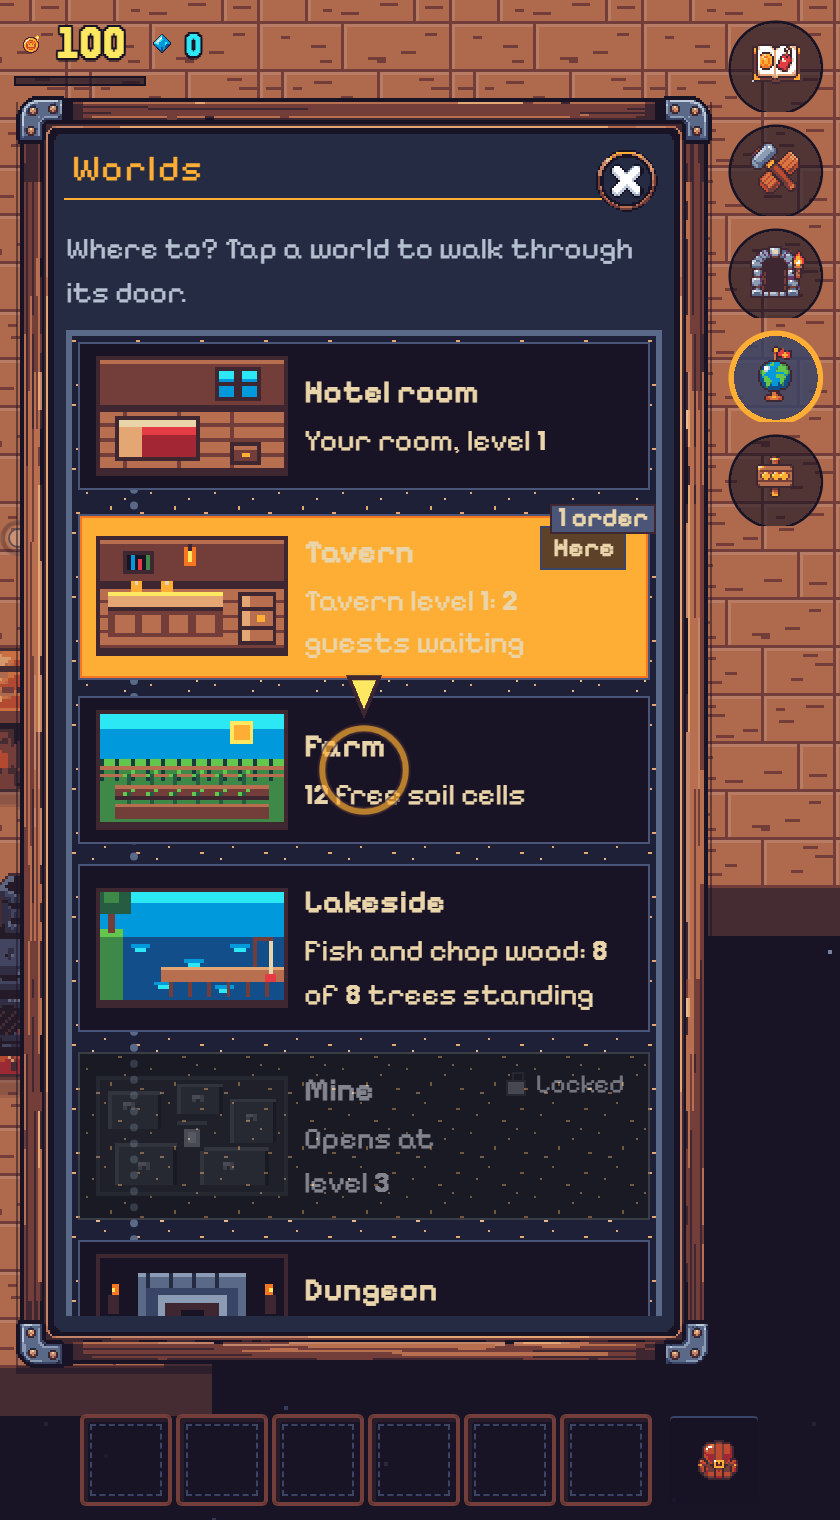 100 0
Worlds
Where to? Tap a world to walk through
its door.
Hotel room
Your room, level 1
1 order
Here
Tavern
Tavern level 1: 2
guests waiting
Farm
12 free soil cells
Lakeside
Fish and chop wood: 8
of 8 trees standing
Locked
Mine
Opens at
level 3
Dungeon